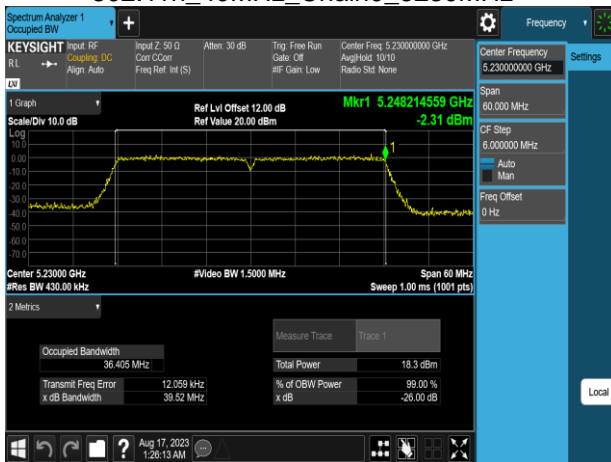 Spectrum Analyzer 1
Occupied BW
Frequency
KEYSIGHT
RL
LXI
Input: RF
Coupling: DC
Align: Auto
Input Z: 50 Ω
Corr CCorr
Freq Ref: Int (S)
Atten: 30 dB
Trig: Free Run
Gate: Off
#IF Gain: Low
Center Freq: 5.230000000 GHz
Avg|Hold: 10/10
Radio Std: None
Center Frequency
5.230000000 GHz
Settings
Span
60.000 MHz
CF Step
6.000000 MHz
Auto
Man
Freq Offset
0 Hz
1 Graph
Scale/Div 10.0 dB
Ref Lvl Offset 12.00 dB
Ref Value 20.00 dBm
Mkr1 5.248214559 GHz
-2.31 dBm
Log
10.0
0.00
-10.0
-20.0
-30.0
-40.0
-50.0
-60.0
-70.0
1
Center 5.23000 GHz
#Res BW 430.00 kHz
#Video BW 1.5000 MHz
Span 60 MHz
Sweep 1.00 ms (1001 pts)
2 Metrics
Measure Trace Trace 1
Occupied Bandwidth
36.405 MHz
Total Power 18.3 dBm
Transmit Freq Error 12.059 kHz
% of OBW Power 99.00 %
x dB Bandwidth 39.52 MHz
x dB -26.00 dB
Local
?
Aug 17, 2023
1:26:13 AM